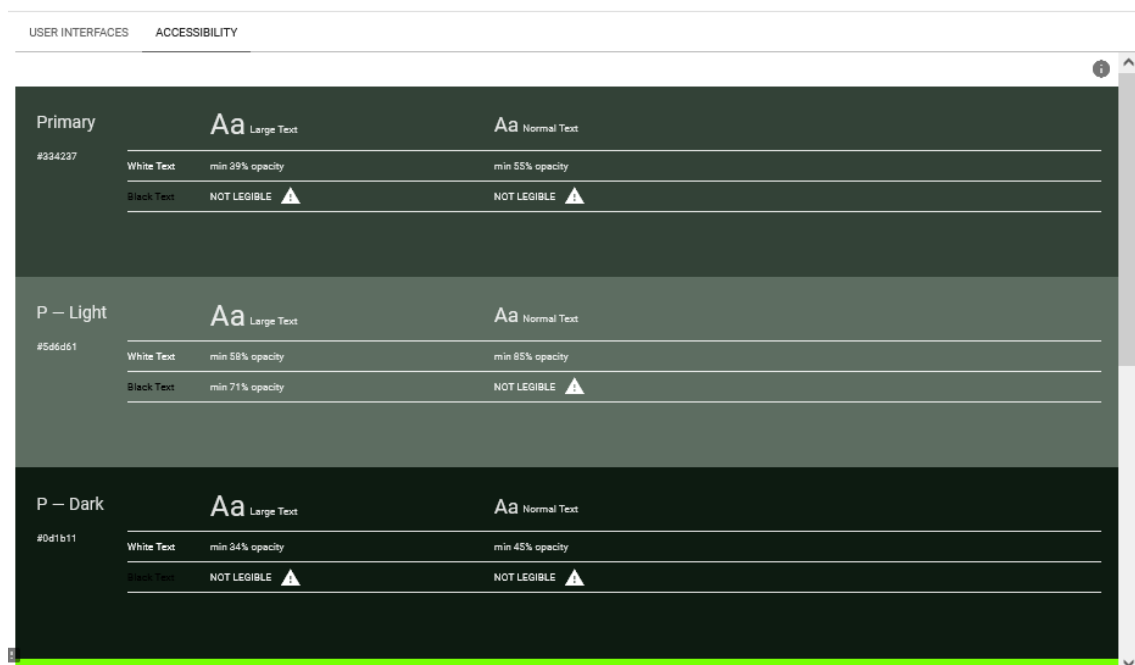 USER INTERFACES ACCESSIBILITY
Primary Aa Large Text Aa Normal Text
#334237
White Text min 39% opacity min 55% opacity
Black Text NOT LEGIBLE NOT LEGIBLE
P — Light Aa Large Text Aa Normal Text
#5d6d61
White Text min 58% opacity min 85% opacity
Black Text min 71% opacity NOT LEGIBLE
P — Dark Aa Large Text Aa Normal Text
#0d1b11
White Text min 34% opacity min 45% opacity
Black Text NOT LEGIBLE NOT LEGIBLE